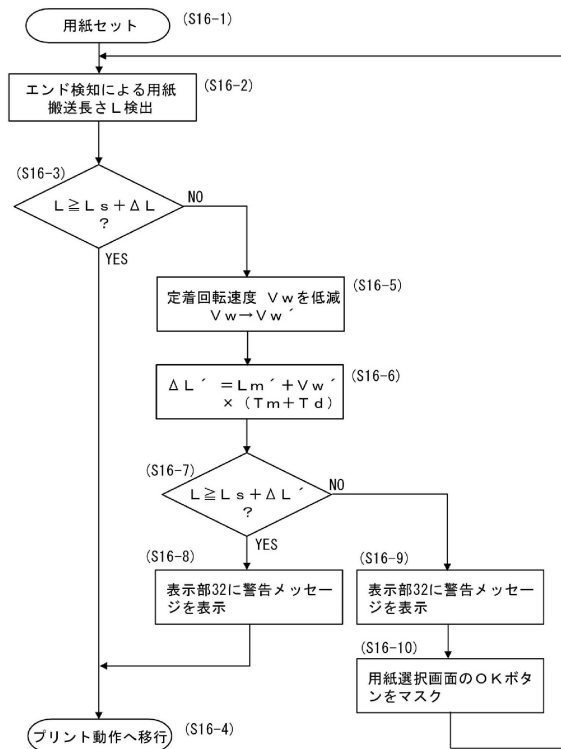 用紙セット
(S16-1)
エンド検知による用紙
搬送長さL検出
(S16-2)
(S16-3)
L≧Ls+ΔL
?
NO
YES
定着回転速度 Vwを低減
Vw→Vw´
(S16-5)
ΔL´ =Lm´+Vw´
×(Tm+Td)
(S16-6)
(S16-7)
L≧Ls+ΔL´
?
NO
YES
(S16-8)
表示部32に警告メッセー
ジを表示
(S16-9)
表示部32に警告メッセー
ジを表示
(S16-10)
用紙選択画面のOKボタ
ンをマスク
プリント動作へ移行
(S16-4)